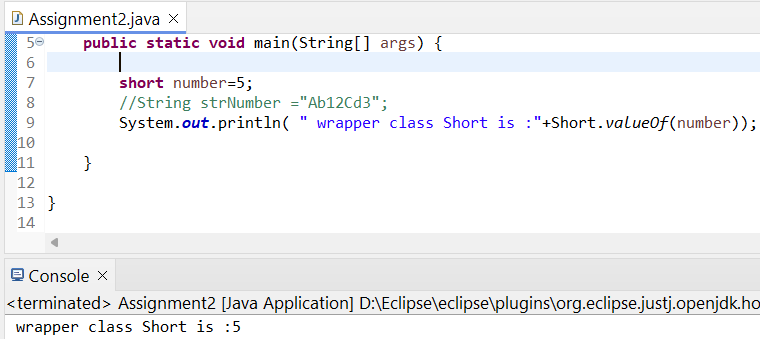 Assignment2.java
5 public static void main(String[] args) {
6
7 short number=5;
8 //String strNumber ="Ab12Cd3";
9 System.out.println( " wrapper class Short is :"+Short.valueOf(number));
10
11 }
12
13 }
14
Console
<terminated> Assignment2 [Java Application] D:\Eclipse\eclipse\plugins\org.eclipse.justj.openjdk.ho
wrapper class Short is :5